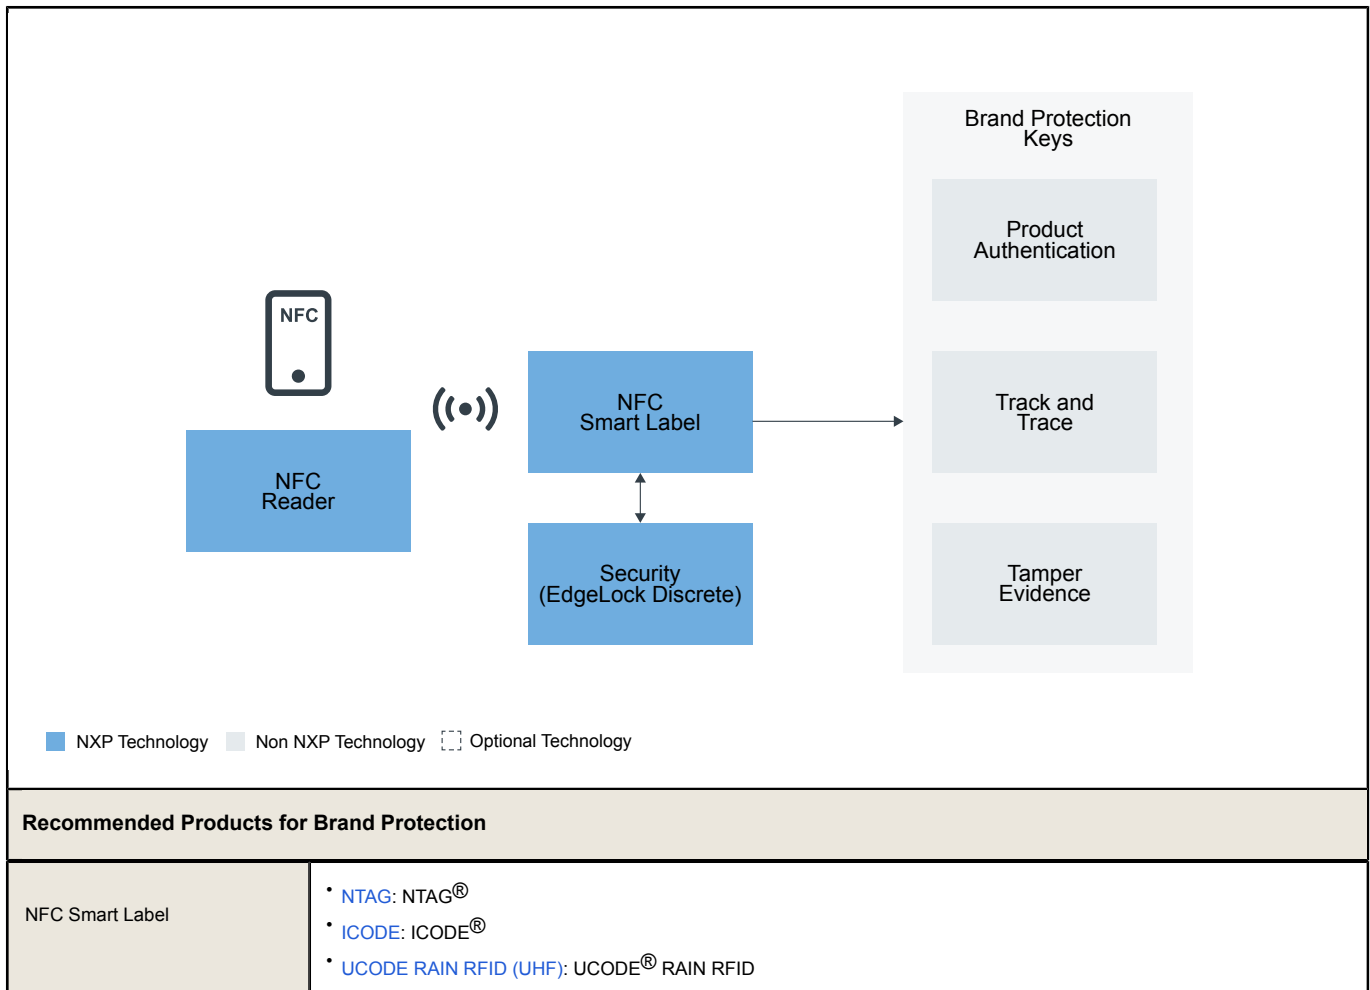 Brand Protection
Keys
Product
Authentication
NFC
NFC
Smart Label
Track and
Trace
NFC
Reader
Security
(EdgeLock Discrete)
Tamper
Evidence
NXP Technology
Non NXP Technology
Optional Technology
Recommended Products for Brand Protection
NFC Smart Label
• NTAG: NTAG®
• ICODE: ICODE®
• UCODE RAIN RFID (UHF): UCODE® RAIN RFID